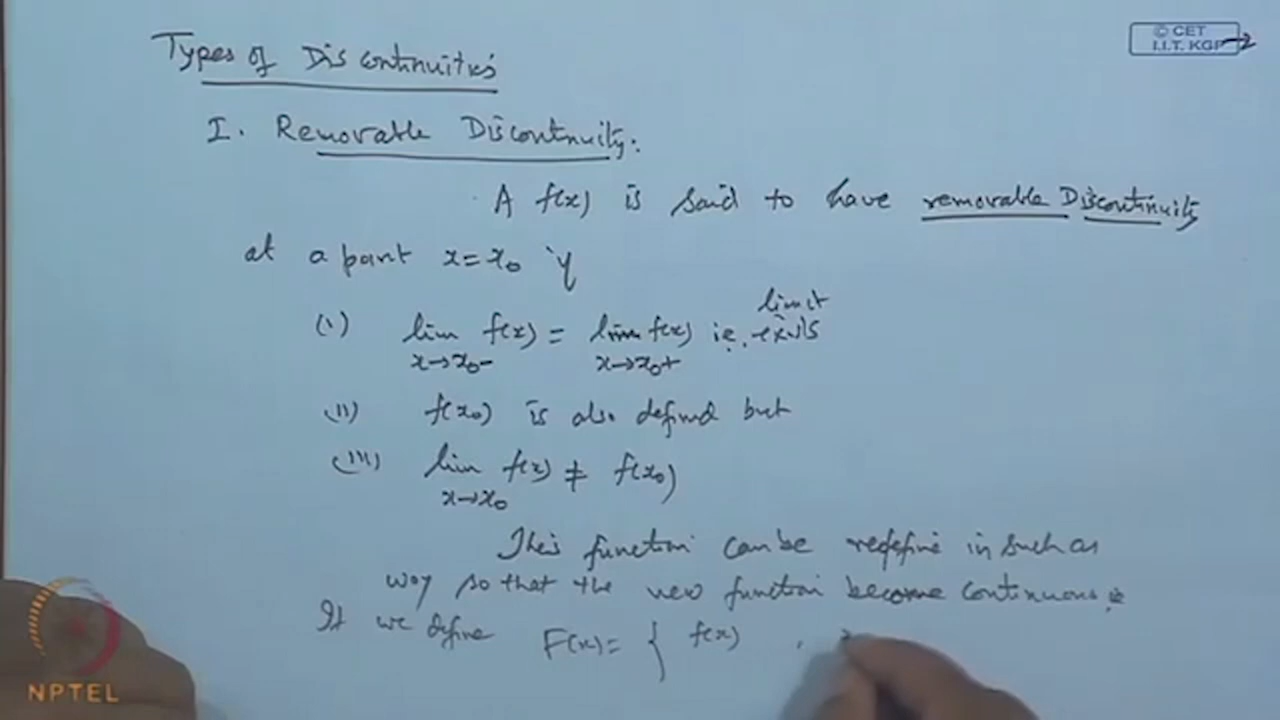 © CET
I.I.T. KGP
Types of Discontinuities
I. Removable Discontinuity.
A f(x) is said to have removable Discontinuity
at a point x = x₀ if
(i) lim f(x) = lim f(x) i.e. limit exists
x→x₀- x→x₀+
(ii) f(x₀) is also defined but
(iii) lim f(x) ≠ f(x₀)
x→x₀
This function can be redefine in such as
way so that the new function become continuous i.e
If we define F(x) = { f(x) ,
NPTEL